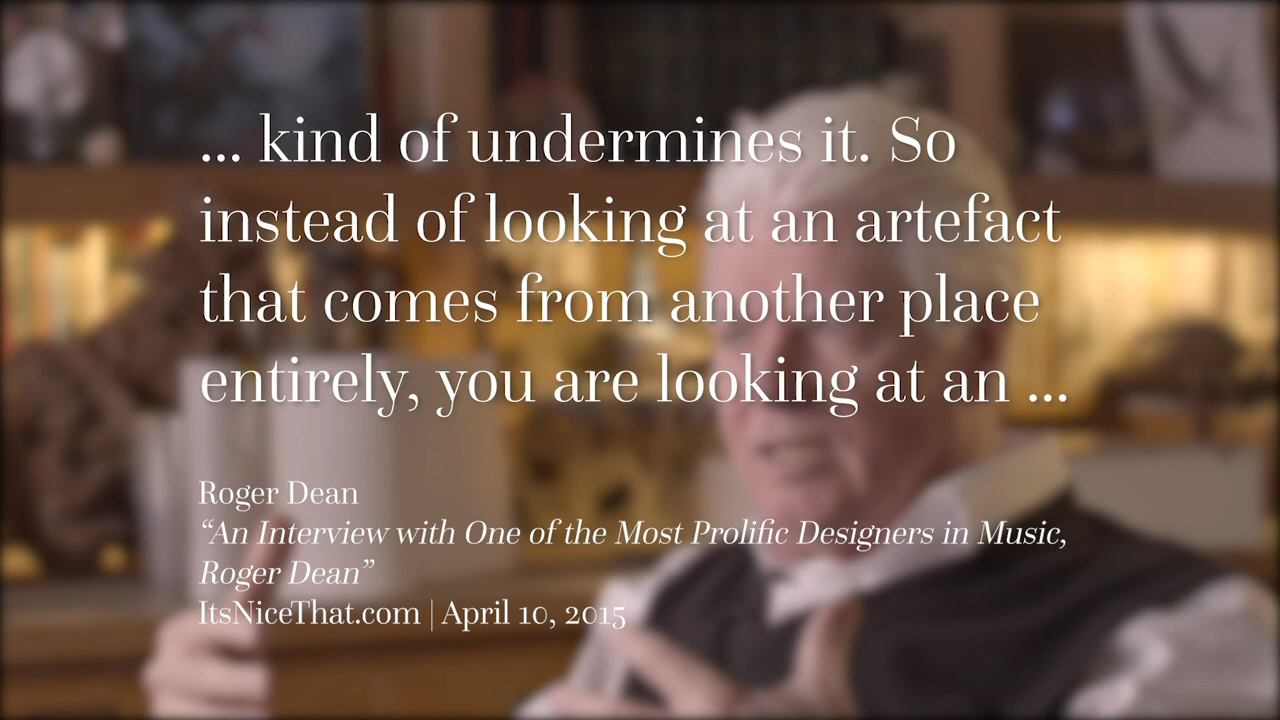 ... kind of undermines it. So
instead of looking at an artefact
that comes from another place
entirely, you are looking at an ...
Roger Dean
“An Interview with One of the Most Prolific Designers in Music,
Roger Dean”
ItsNiceThat.com | April 10, 2015